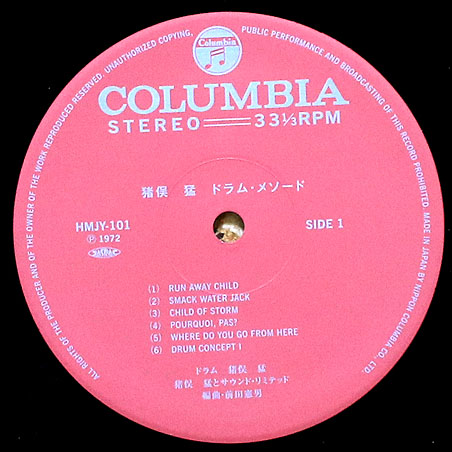 ALL RIGHTS OF THE PRODUCER AND OF THE OWNER OF THE WORK REPRODUCED RESERVED. UNAUTHORIZED COPYING, PUBLIC PERFORMANCE AND BROADCASTING OF THIS RECORD PROHIBITED. MADE IN JAPAN BY NIPPON COLUMBIA CO., LTD.
Columbia
COLUMBIA
STEREO 33 1/3 RPM
猪俣 猛 ドラム・メソード
HMJY-101
SIDE 1
Ⓟ 1972
JASRAC
(1) RUN AWAY CHILD
(2) SMACK WATER JACK
(3) CHILD OF STORM
(4) POURQUOI, PAS?
(5) WHERE DO YOU GO FROM HERE
(6) DRUM CONCEPT I
ドラム 猪俣 猛
猪俣 猛とサウンド・リミテッド
編曲・前田憲男